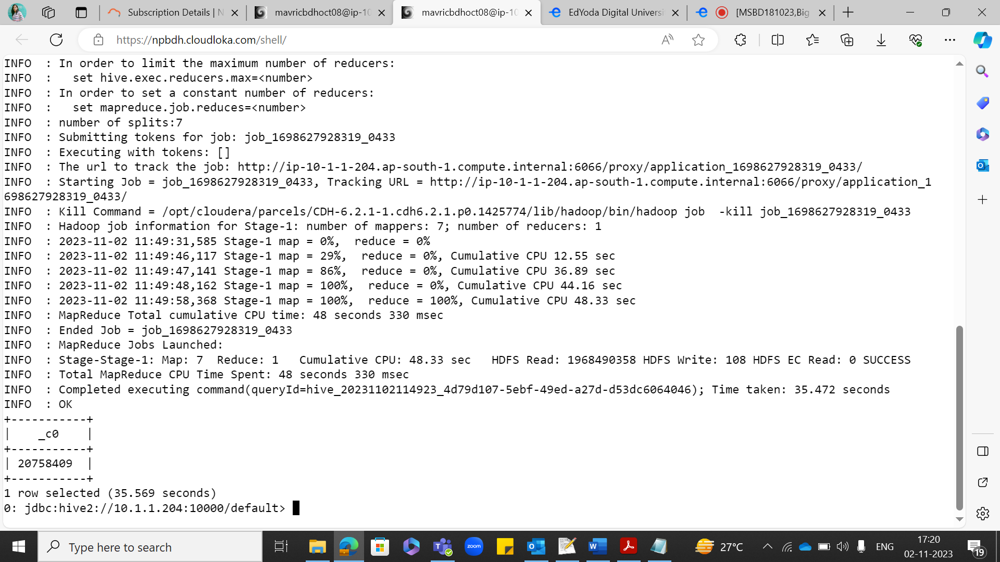 Subscription Details | N
mavricbdhoct08@ip-10
mavricbdhoct08@ip-10
EdYoda Digital Universi
[MSBD181023,Big
https://npbdh.cloudloka.com/shell/
INFO  : In order to limit the maximum number of reducers:
INFO  :   set hive.exec.reducers.max=<number>
INFO  : In order to set a constant number of reducers:
INFO  :   set mapreduce.job.reduces=<number>
INFO  : number of splits:7
INFO  : Submitting tokens for job: job_1698627928319_0433
INFO  : Executing with tokens: []
INFO  : The url to track the job: http://ip-10-1-1-204.ap-south-1.compute.internal:6066/proxy/application_1698627928319_0433/
INFO  : Starting Job = job_1698627928319_0433, Tracking URL = http://ip-10-1-1-204.ap-south-1.compute.internal:6066/proxy/application_1
698627928319_0433/
INFO  : Kill Command = /opt/cloudera/parcels/CDH-6.2.1-1.cdh6.2.1.p0.1425774/lib/hadoop/bin/hadoop job  -kill job_1698627928319_0433
INFO  : Hadoop job information for Stage-1: number of mappers: 7; number of reducers: 1
INFO  : 2023-11-02 11:49:31,585 Stage-1 map = 0%,  reduce = 0%
INFO  : 2023-11-02 11:49:46,117 Stage-1 map = 29%,  reduce = 0%, Cumulative CPU 12.55 sec
INFO  : 2023-11-02 11:49:47,141 Stage-1 map = 86%,  reduce = 0%, Cumulative CPU 36.89 sec
INFO  : 2023-11-02 11:49:48,162 Stage-1 map = 100%,  reduce = 0%, Cumulative CPU 44.16 sec
INFO  : 2023-11-02 11:49:58,368 Stage-1 map = 100%,  reduce = 100%, Cumulative CPU 48.33 sec
INFO  : MapReduce Total cumulative CPU time: 48 seconds 330 msec
INFO  : Ended Job = job_1698627928319_0433
INFO  : MapReduce Jobs Launched:
INFO  : Stage-Stage-1: Map: 7  Reduce: 1   Cumulative CPU: 48.33 sec   HDFS Read: 1968490358 HDFS Write: 108 HDFS EC Read: 0 SUCCESS
INFO  : Total MapReduce CPU Time Spent: 48 seconds 330 msec
INFO  : Completed executing command(queryId=hive_20231102114923_4d79d107-5ebf-49ed-a27d-d53dc6064046); Time taken: 35.472 seconds
INFO  : OK
+-----------+
|    _c0    |
+-----------+
| 20758409  |
+-----------+
1 row selected (35.569 seconds)
0: jdbc:hive2://10.1.1.204:10000/default>
Type here to search
zoom
27°C
ENG
17:20
02-11-2023
19